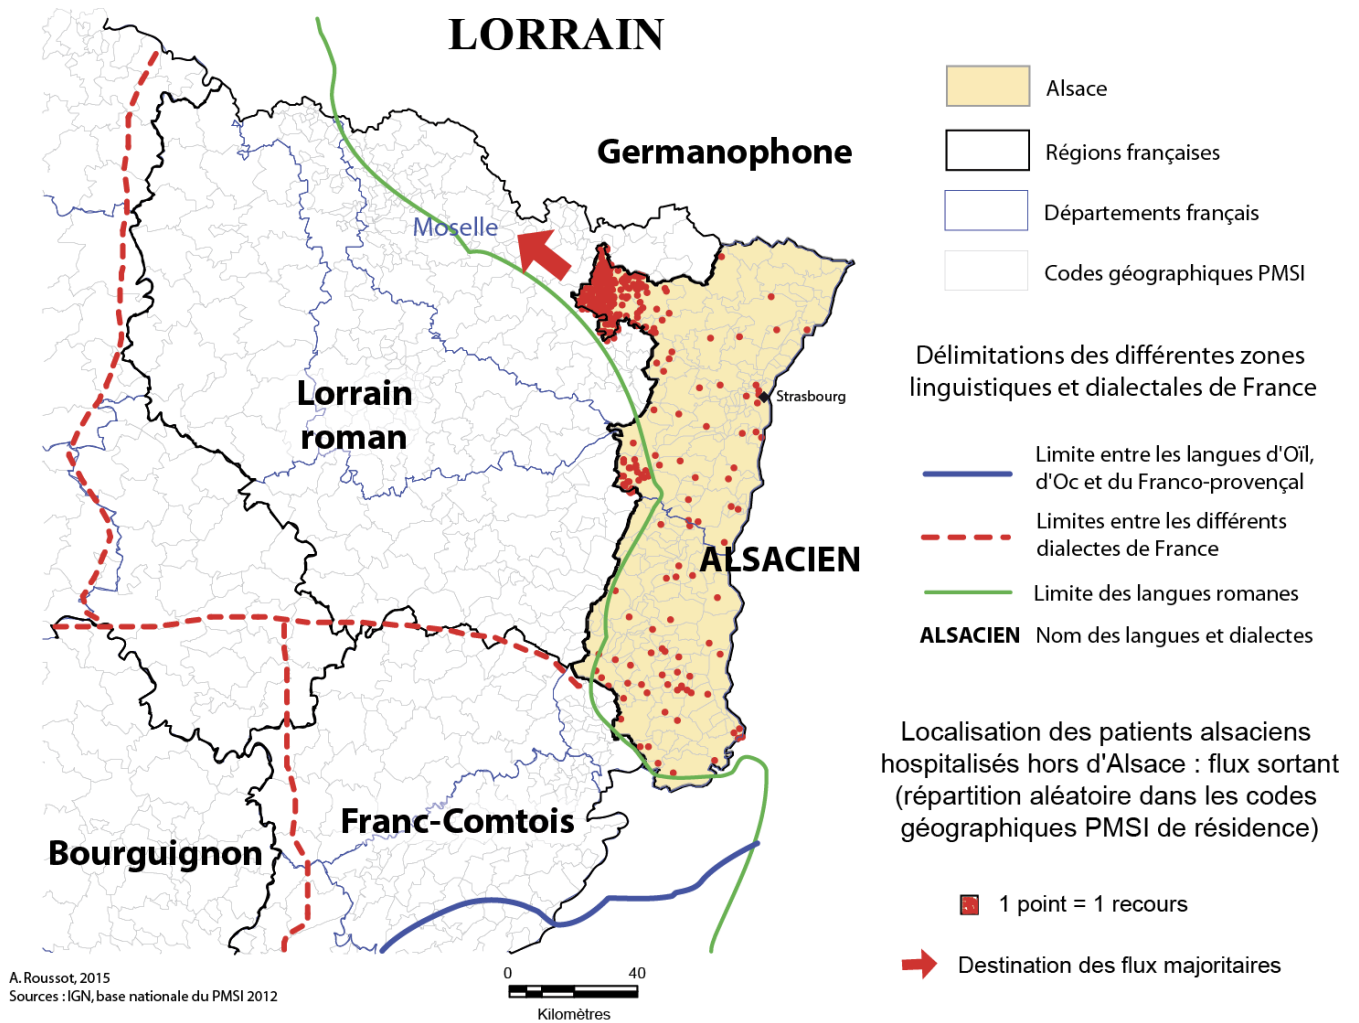 LORRAIN
Germanophone
Moselle
Lorrain
roman
Strasbourg
ALSACIEN
Franc-Comtois
Bourguignon
A. Roussot, 2015
Sources : IGN, base nationale du PMSI 2012
0 40
Kilomètres
Alsace
Régions françaises
Départements français
Codes géographiques PMSI
Délimitations des différentes zones
linguistiques et dialectales de France
Limite entre les langues d'Oïl,
d'Oc et du Franco-provençal
Limites entre les différents
dialectes de France
Limite des langues romanes
ALSACIEN Nom des langues et dialectes
Localisation des patients alsaciens
hospitalisés hors d'Alsace : flux sortant
(répartition aléatoire dans les codes
géographiques PMSI de résidence)
1 point = 1 recours
Destination des flux majoritaires